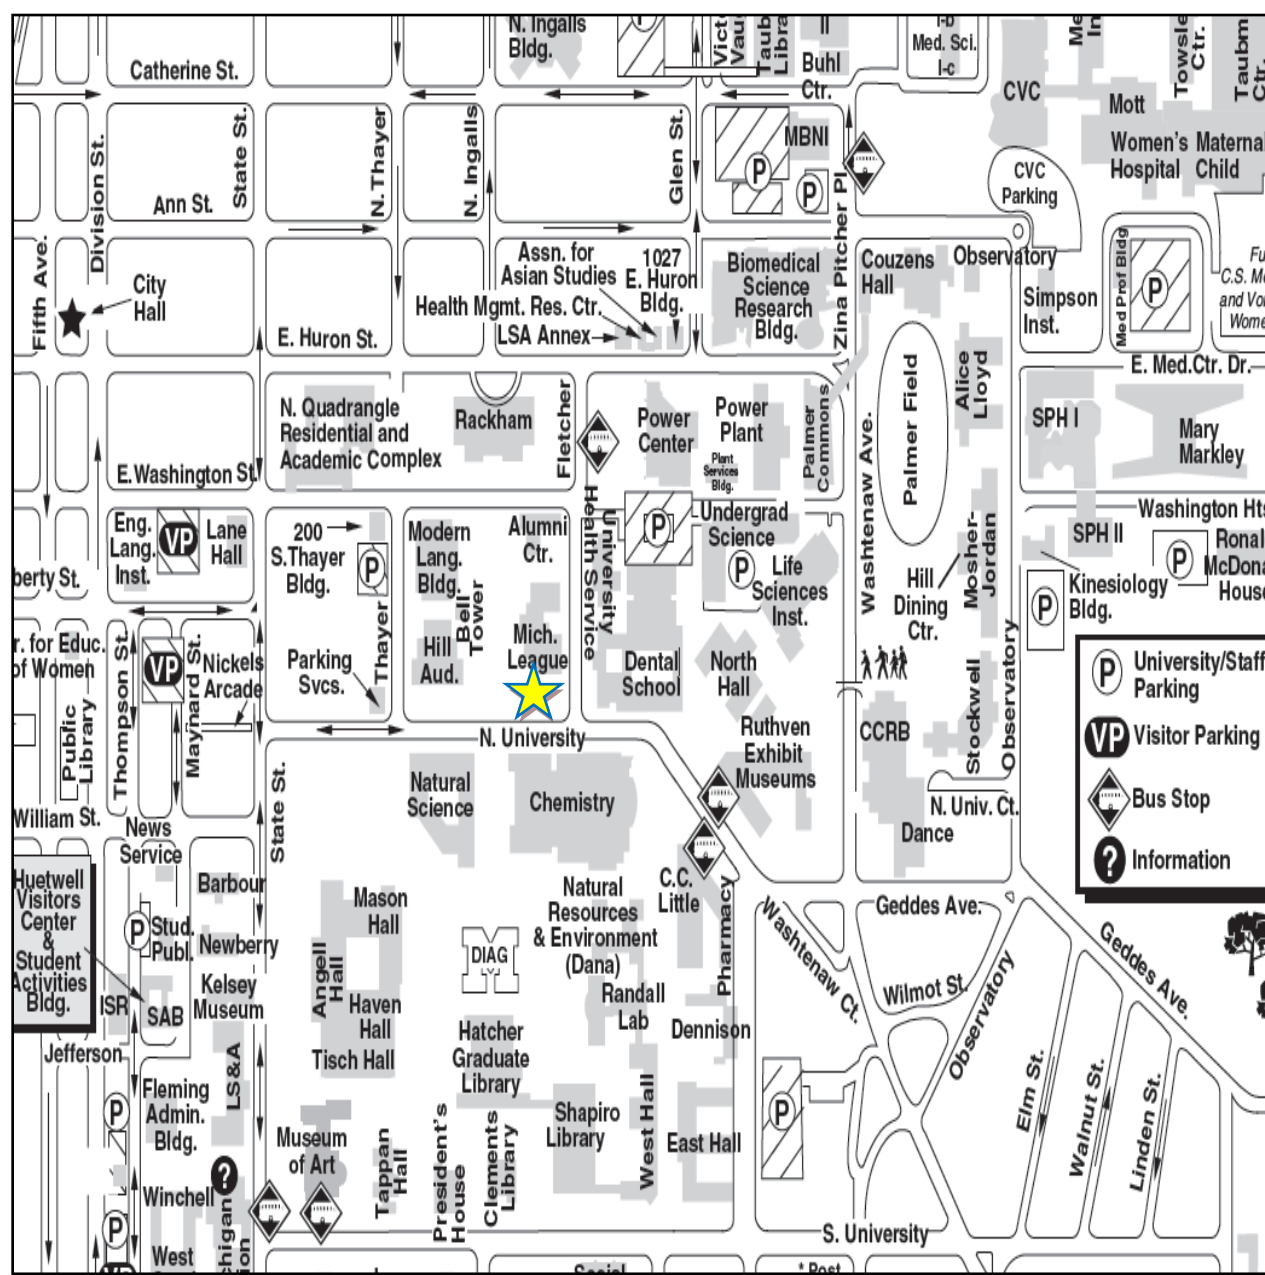 N. Ingalls
Bldg.
Buhl
Ctr.
I-b
Med. Sci.
I-c
Catherine St.
CVC
Mott
Women's
Hospital
Maternal
Child
CVC
Parking
P
MBNI
P
State St.
N. Thayer
N. Ingalls
Glen St.
Zina Pitcher Pl
Ann St.
Division St.
Fifth Ave.
City
Hall
Assn. for
Asian Studies
1027
E. Huron
Bldg.
Health Mgmt. Res. Ctr.
LSA Annex
Biomedical
Science
Research
Bldg.
Couzens
Hall
Observatory
Simpson
Inst.
Med Prof Bldg
P
E. Huron St.
E. Med.Ctr. Dr.
Alice
Lloyd
Palmer Field
N. Quadrangle
Residential and
Academic Complex
Rackham
Fletcher
Power
Center
Power
Plant
Plant
Services
Bldg.
Palmer
Commons
Washtenaw Ave.
SPH I
Mary
Markley
E. Washington St.
Washington Hts
Eng.
Lang.
Inst.
VP
Lane
Hall
200
S.Thayer
Bldg.
P
Modern
Lang.
Bldg.
Alumni
Ctr.
Health Service
University
P
Undergrad
Science
P
Life
Sciences
Inst.
Mosher-
Jordan
Hill
Dining
Ctr.
SPH II
P
Kinesiology
Bldg.
P
Thompson St.
VP
Maynard St.
Nickels
Arcade
Parking
Svcs.
Thayer
Hill
Aud.
Bell
Tower
Mich.
League
Dental
School
North
Hall
Ruthven
Exhibit
Museums
CCRB
Stockwell
Observatory
of Women
Public
Library
N. University
Natural
Science
Chemistry
Dance
N. Univ. Ct.
P University/Staff
Parking
VP Visitor Parking
Bus Stop
? Information
William St.
News
Service
State St.
Huetwell
Visitors
Center
&
Student
Activities
Bldg.
Barbour
P
Stud.
Publ.
Newberry
Kelsey
Museum
ISR
SAB
Mason
Hall
Angell
Hall
Haven
Hall
Tisch Hall
DIAG
Natural
Resources
& Environment
(Dana)
C.C.
Little
Pharmacy
Randall
Lab
Dennison
Geddes Ave.
Washtenaw Ct.
Wilmot St.
Observatory
Geddes Ave.
Jefferson
LS&A
Fleming
Admin.
Bldg.
P
Hatcher
Graduate
Library
Shapiro
Library
West Hall
East Hall
P
Elm St.
Walnut St.
Linden St.
Museum
of Art
Tappan
Hall
President's
House
Clements
Library
?
Winchell
P
West
S. University